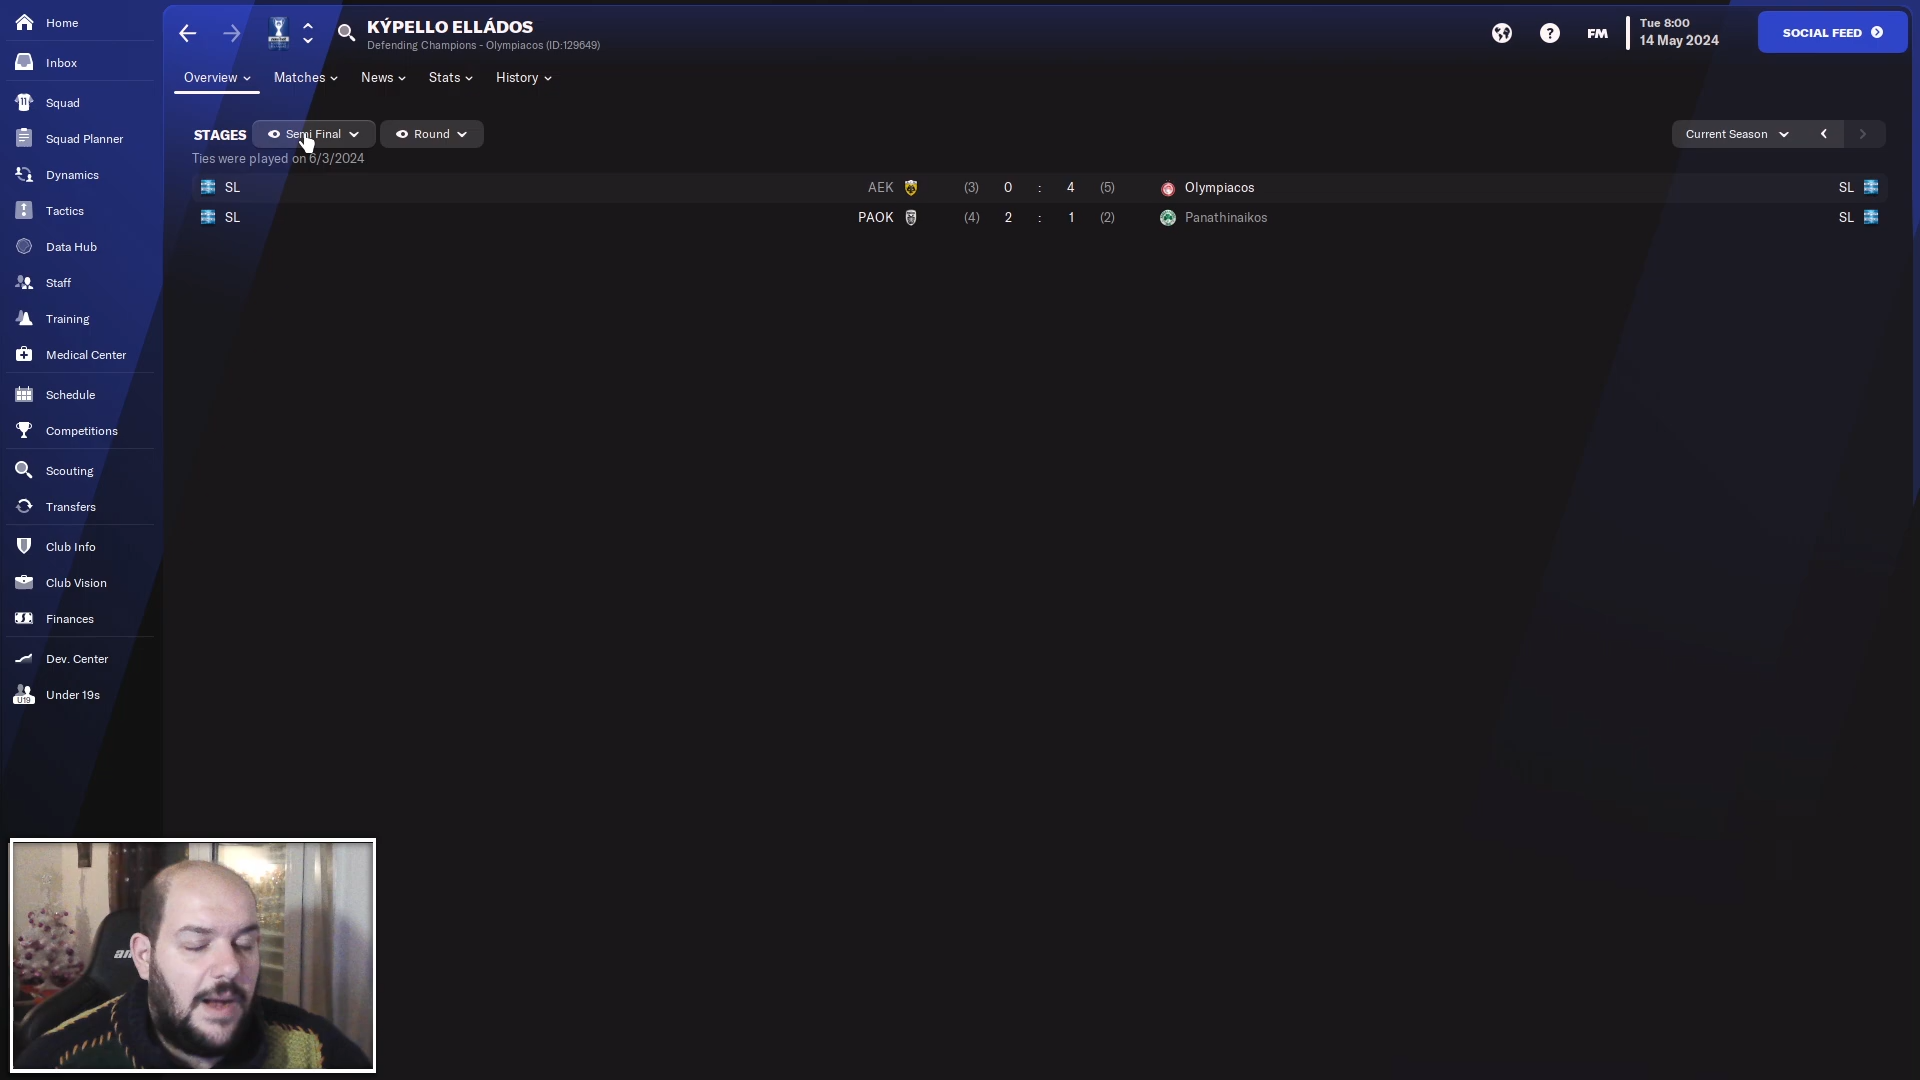 Home
Inbox
Squad
Squad Planner
Dynamics
Tactics
Data Hub
Staff
Training
Medical Center
Schedule
Competitions
Scouting
Transfers
Club Info
Club Vision
Finances
Dev. Center
U19 Under 19s
KÝPELLO ELLÁDOS
Defending Champions - Olympiacos (ID:129649)
FM
Tue 8:00
14 May 2024
SOCIAL FEED
Overview Matches News Stats History
STAGES Semi Final Round Current Season
Ties were played on 6/3/2024
SL AEK (3) 0 : 4 (5) Olympiacos SL
SL PAOK (4) 2 : 1 (2) Panathinaikos SL